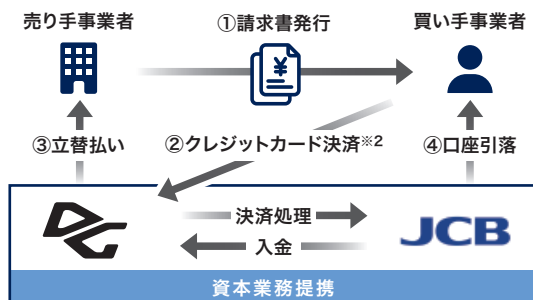 売り手事業者
①請求書発行
買い手事業者
¥
③立替払い
②クレジットカード決済※2
④口座引落
DG
決済処理
入金
JCB
資本業務提携